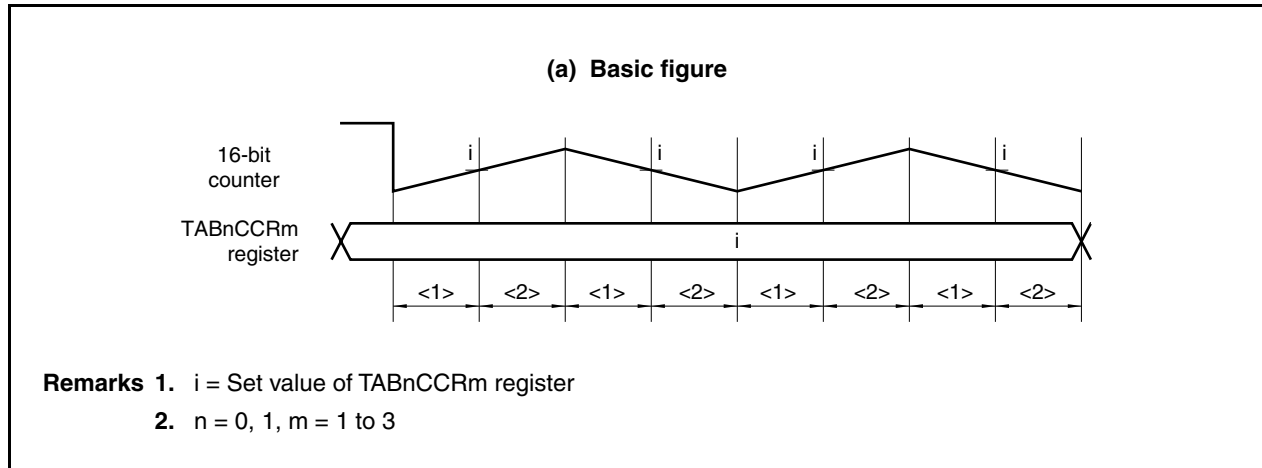 (a) Basic figure
16-bit
counter
i i i i
TABnCCRm
register
i
<1> <2> <1> <2> <1> <2> <1> <2>
Remarks 1. i = Set value of TABnCCRm register
2. n = 0, 1, m = 1 to 3